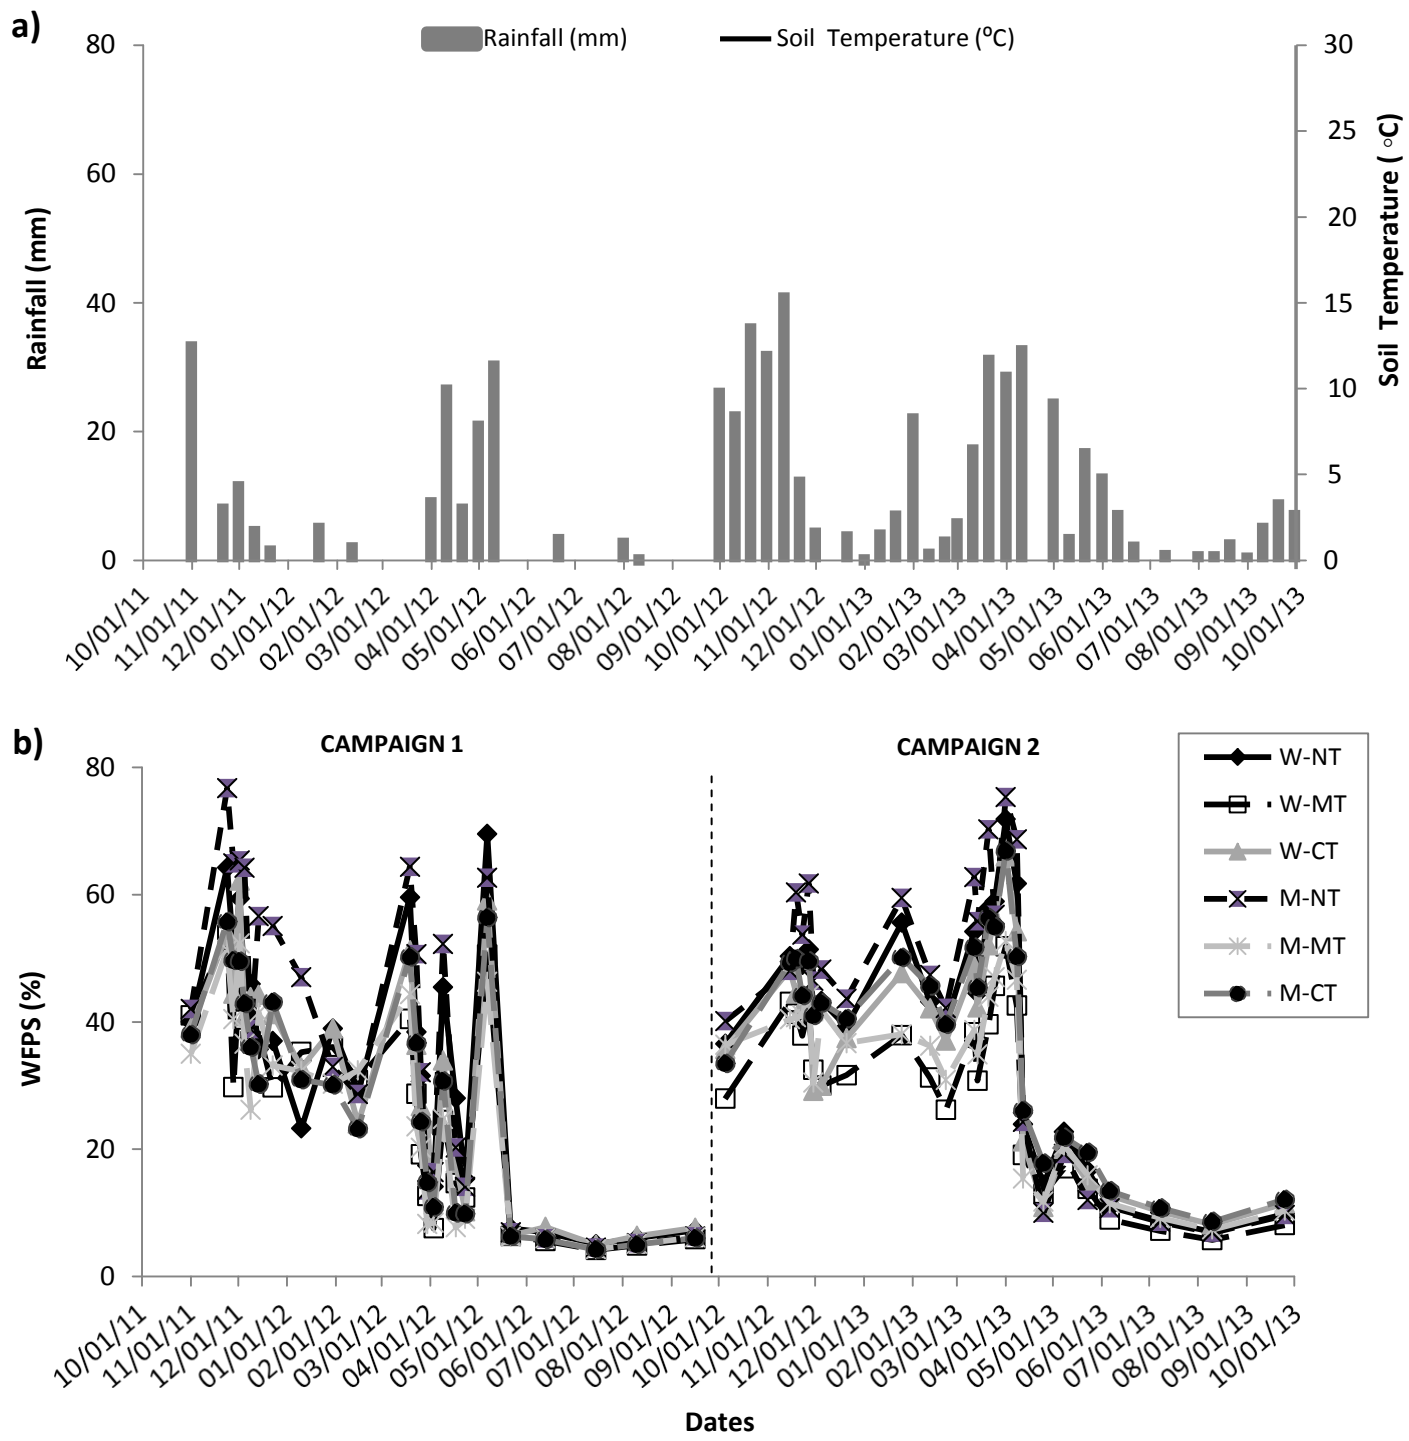 a)
Rainfall (mm) Soil Temperature (⁰C)
80 30
25
60
20
40 15
10
20
5
0 0
Rainfall (mm)
Soil Temperature ( ◦C)
10/01/11 11/01/11 12/01/11 01/01/12 02/01/12 03/01/12 04/01/12 05/01/12 06/01/12 07/01/12 08/01/12 09/01/12 10/01/12 11/01/12 12/01/12 01/01/13 02/01/13 03/01/13 04/01/13 05/01/13 06/01/13 07/01/13 08/01/13 09/01/13 10/01/13
b)
CAMPAIGN 1 CAMPAIGN 2
W-NT
W-MT
W-CT
M-NT
M-MT
M-CT
80
60
40
20
0
WFPS (%)
10/01/11 11/01/11 12/01/11 01/01/12 02/01/12 03/01/12 04/01/12 05/01/12 06/01/12 07/01/12 08/01/12 09/01/12 10/01/12 11/01/12 12/01/12 01/01/13 02/01/13 03/01/13 04/01/13 05/01/13 06/01/13 07/01/13 08/01/13 09/01/13 10/01/13
Dates